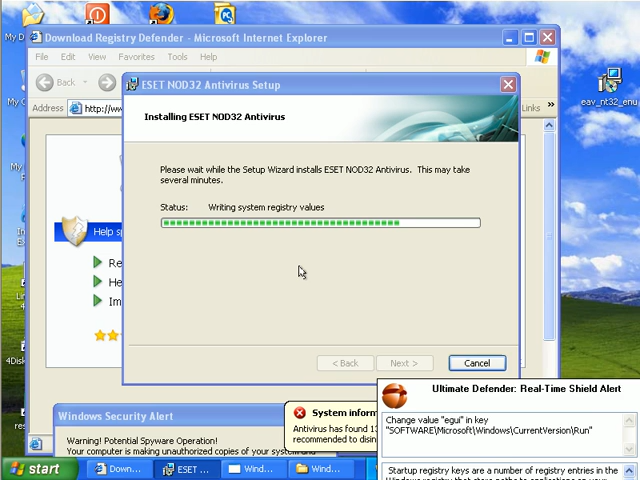 My D
Download Registry Defender - Microsoft Internet Explorer
File Edit View Favorites Tools Help
Back
ESET NOD32 Antivirus Setup
My C
Address http://ww
Links »
eav_nt32_enu
Installing ESET NOD32 Antivirus
Please wait while the Setup Wizard installs ESET NOD32 Antivirus. This may take
several minutes.
My N
Status: Writing system registry values
Help sp
Re
He
Im
4Disk
< Back Next > Cancel
Ultimate Defender: Real-Time Shield Alert
Windows Security Alert
System inform
Change value "egui" in key
"SOFTWARE\Microsoft\Windows\CurrentVersion\Run"
Antivirus has found 13
recommended to disin
Warning! Potential Spyware Operation!
Your computer is making unauthorized copies of your system and
start Down... ESET ... Wind... Wind...
Startup registry keys are a number of registry entries in the